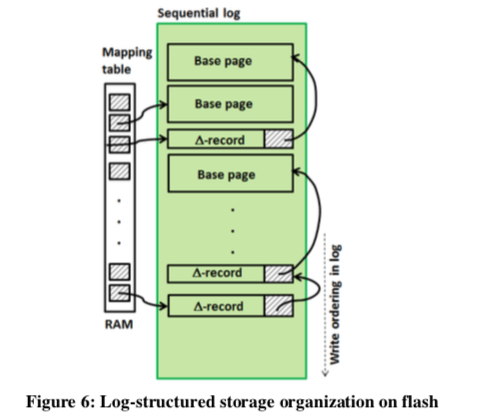 Sequential log
Mapping
table
Base page
Base page
Δ-record
Base page
Δ-record
Δ-record
RAM
Write ordering in log
Figure 6: Log-structured storage organization on flash